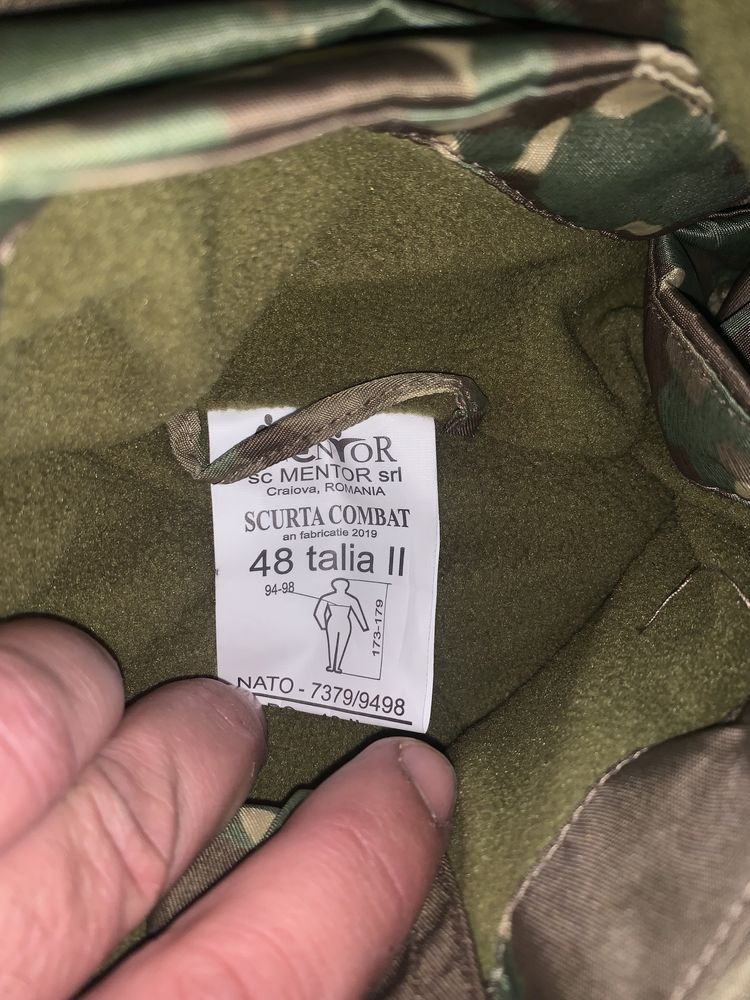 MENTOR
sc MENTOR srl
Craiova, ROMANIA
SCURTA COMBAT
an fabricatie 2019
48 talia II
94-98
173-179
NATO - 7379/9498